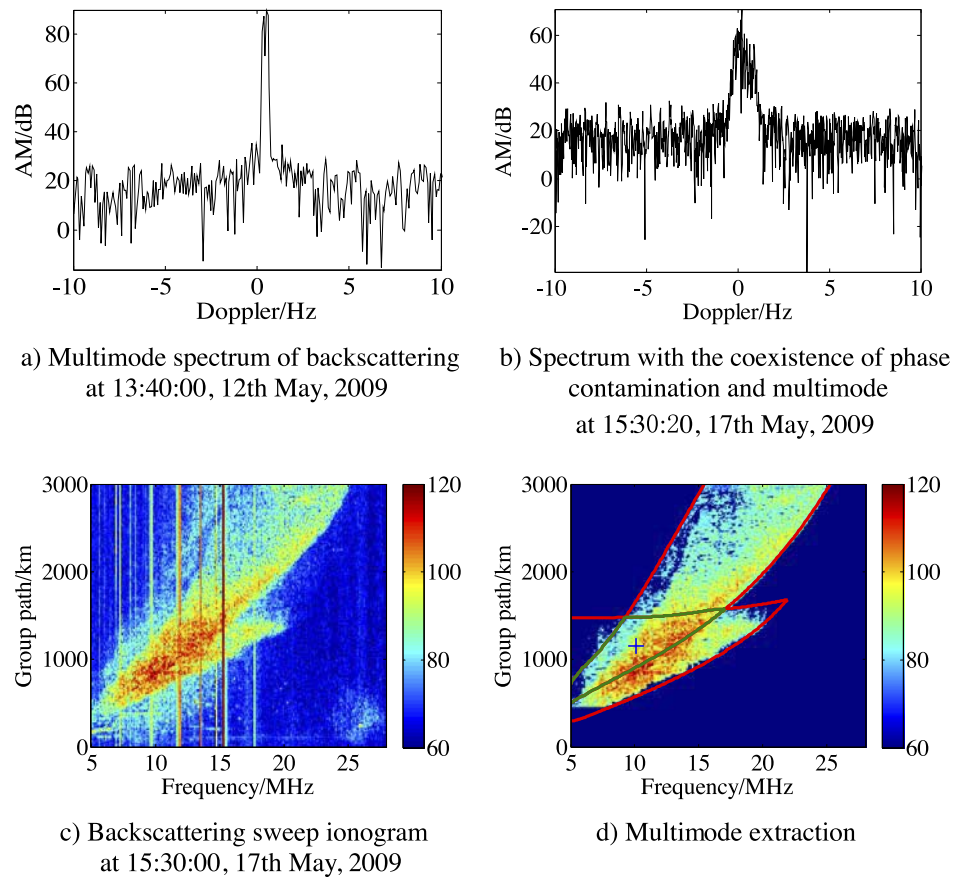 AM/dB
80
60
40
20
0
-10 -5 0 5 10
Doppler/Hz
a) Multimode spectrum of backscattering
at 13:40:00, 12th May, 2009
AM/dB
60
40
20
0
-20
-10 -5 0 5 10
Doppler/Hz
b) Spectrum with the coexistence of phase
contamination and multimode
at 15:30:20, 17th May, 2009
Group path/km
3000
2000
1000
0
5 10 15 20 25
Frequency/MHz
120
100
80
60
c) Backscattering sweep ionogram
at 15:30:00, 17th May, 2009
Group path/km
3000
2000
1000
0
5 10 15 20 25
Frequency/MHz
120
100
80
60
d) Multimode extraction